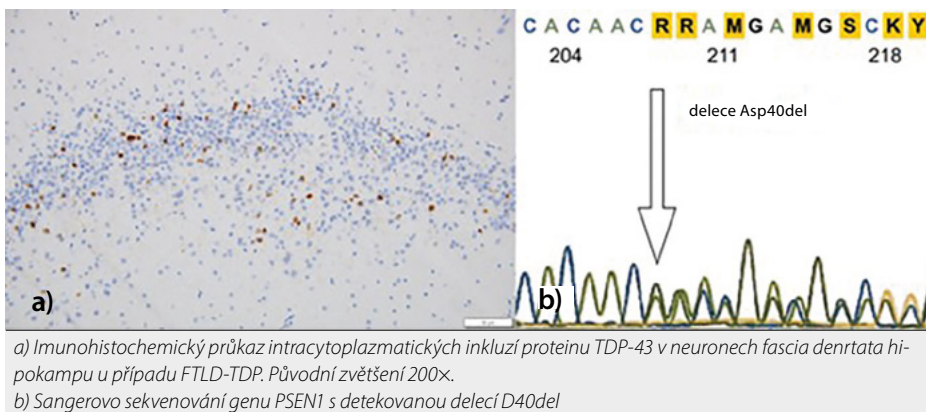 C A C A A C R R A M G A M G S C K Y
204 211 218
delece Asp40del
a) b)
a) Imunohistochemický průkaz intracytoplazmatických inkluzí proteinu TDP-43 v neuronech fascia denrtata hi-
pokampu u případu FTLD-TDP. Původní zvětšení 200×.
b) Sangerovo sekvenování genu PSEN1 s detekovanou delecí D40del